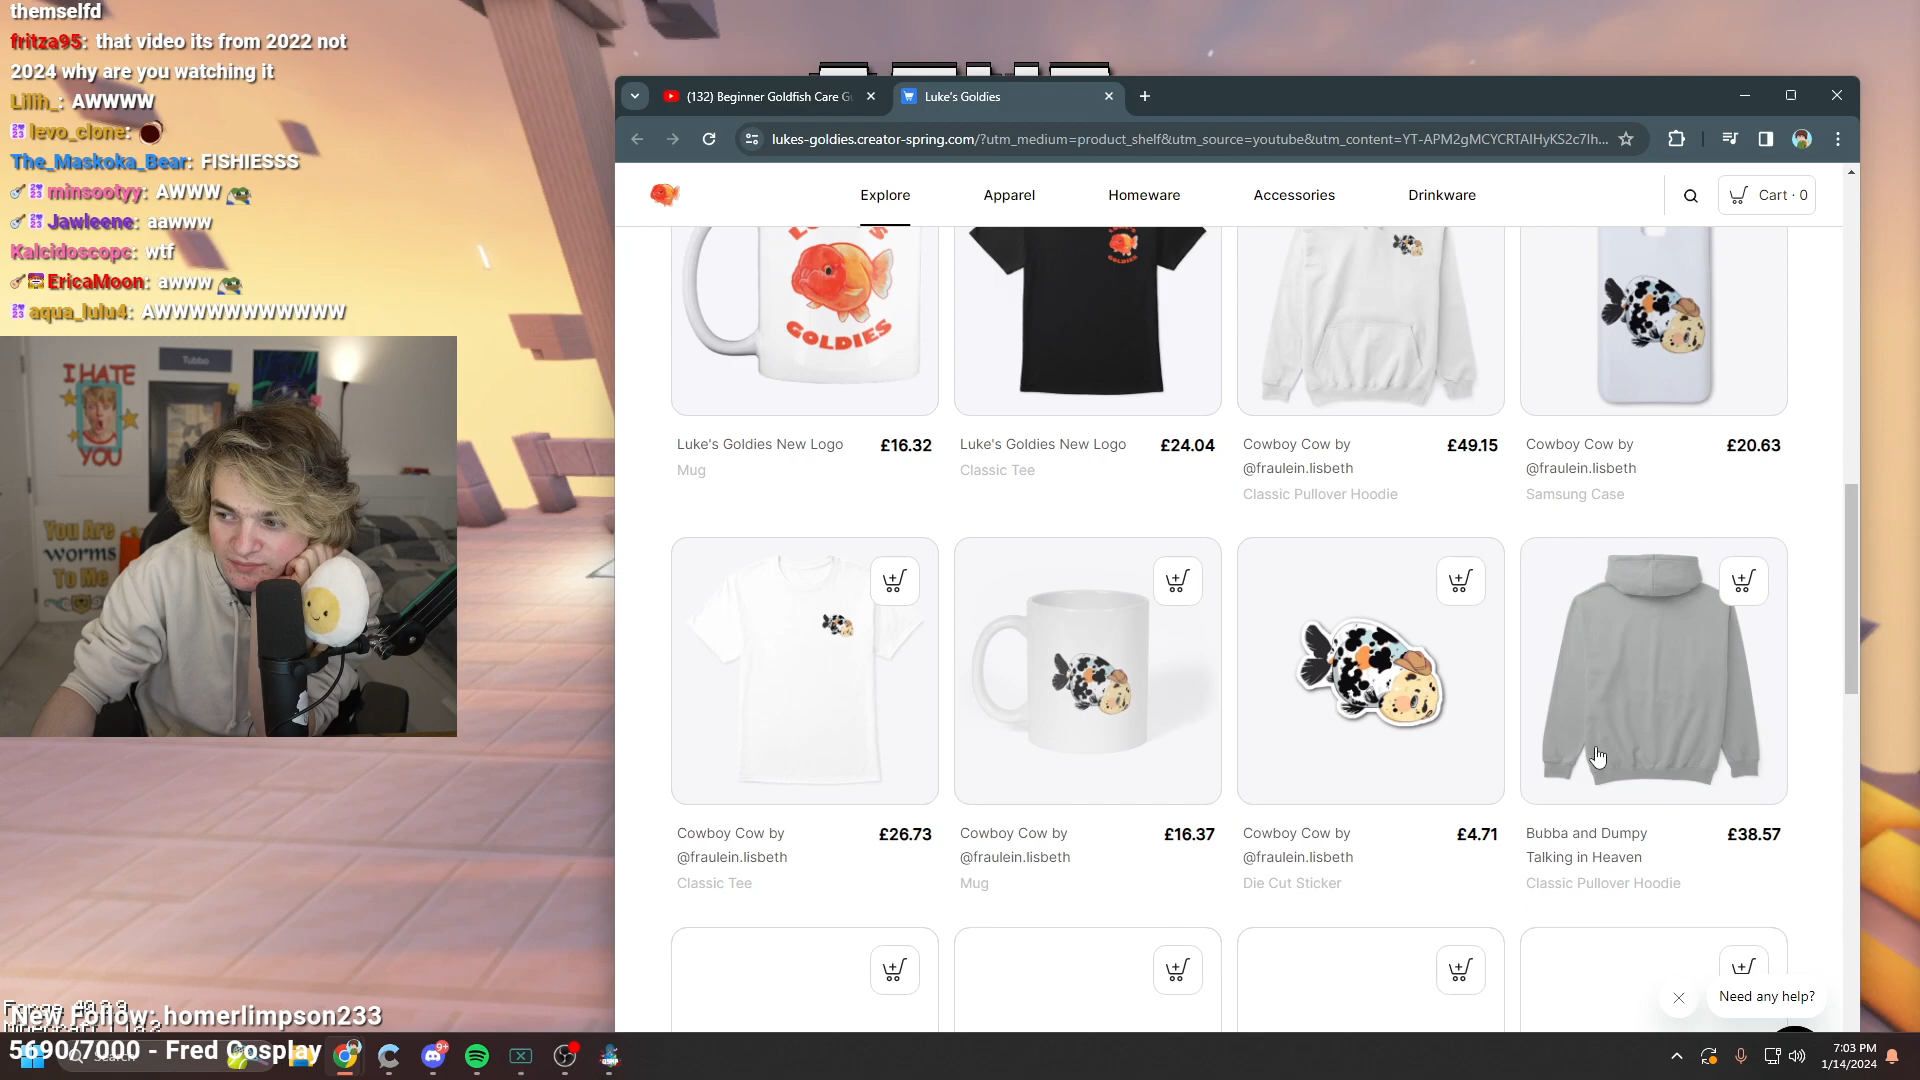 themselfd
fritza95: that video its from 2022 not
2024 why are you watching it
Lilih_: AWWWW
levo_clone:
The_Maskoka_Bear: FISHIESSS
minsootyy: AWWW
Jawleene: aawww
Kalcidoscopc: wtf
EricaMoon: awww
aqua_lulu4: AWWWWWWWWWWW
Tubbo
I HATE
YOU
You Are
worms
To Me
(132) Beginner Goldfish Care Gu
Luke's Goldies
lukes-goldies.creator-spring.com/?utm_medium=product_shelf&utm_source=youtube&utm_content=YT-APM2gMCYCRTAIHyKS2c7lh...
Explore
Apparel
Homeware
Accessories
Drinkware
Cart · 0
GOLDIES
GOLDIES
Luke's Goldies New Logo £16.32
Mug
Luke's Goldies New Logo £24.04
Classic Tee
Cowboy Cow by £49.15
@fraulein.lisbeth
Classic Pullover Hoodie
Cowboy Cow by £20.63
@fraulein.lisbeth
Samsung Case
Cowboy Cow by £26.73
@fraulein.lisbeth
Classic Tee
Cowboy Cow by £16.37
@fraulein.lisbeth
Mug
Cowboy Cow by £4.71
@fraulein.lisbeth
Die Cut Sticker
Bubba and Dumpy £38.57
Talking in Heaven
Classic Pullover Hoodie
Need any help?
New Follow: homerlimpson233
5690/7000 - Fred Cosplay
Search
9+
7:03 PM
1/14/2024